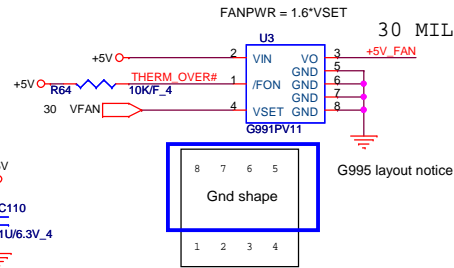 FANPWR = 1.6*VSET
30 MIL
U3
+5V 2 VIN VO 3 +5V_FAN
GND 5
+5V R64 10K/F_4 THERM_OVER# 1 /FON GND 6
GND 7
30 VFAN 4 VSET GND 8
G991PV11
G995 layout notice
8 7 6 5
Gnd shape
1 2 3 4
V
C110
1U/6.3V_4